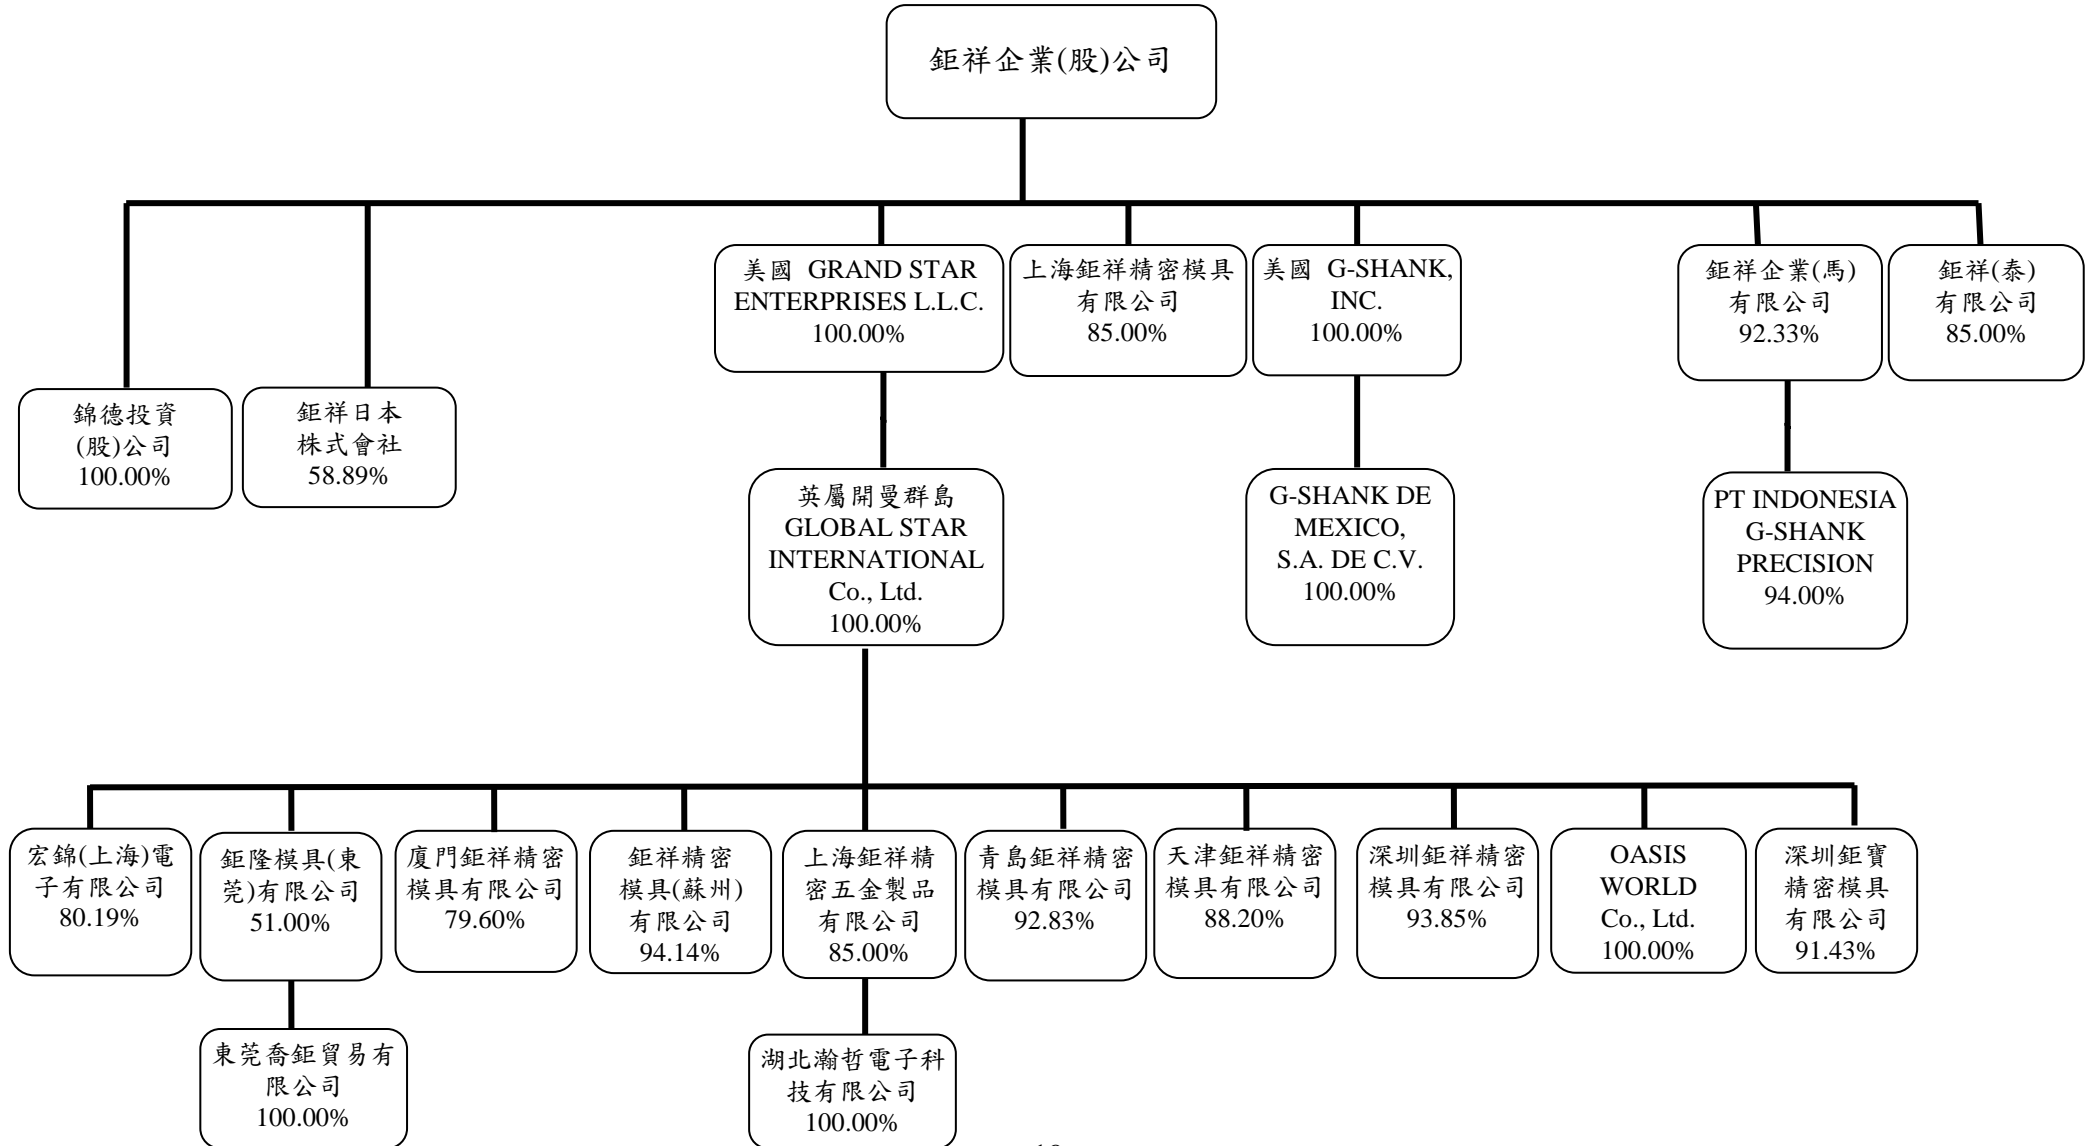 鉅祥企業(股)公司
美國 GRAND STAR
ENTERPRISES L.L.C.
100.00%
上海鉅祥精密模具
有限公司
85.00%
美國 G-SHANK,
INC.
100.00%
鉅祥企業(馬)
有限公司
92.33%
鉅祥(泰)
有限公司
85.00%
錦德投資
(股)公司
100.00%
鉅祥日本
株式會社
58.89%
英屬開曼群島
GLOBAL STAR
INTERNATIONAL
Co., Ltd.
100.00%
G-SHANK DE
MEXICO,
S.A. DE C.V.
100.00%
PT INDONESIA
G-SHANK
PRECISION
94.00%
宏錦(上海)電
子有限公司
80.19%
鉅隆模具(東
莞)有限公司
51.00%
廈門鉅祥精密
模具有限公司
79.60%
鉅祥精密
模具(蘇州)
有限公司
94.14%
上海鉅祥精
密五金製品
有限公司
85.00%
青島鉅祥精密
模具有限公司
92.83%
天津鉅祥精密
模具有限公司
88.20%
深圳鉅祥精密
模具有限公司
93.85%
OASIS
WORLD
Co., Ltd.
100.00%
深圳鉅寶
精密模具
有限公司
91.43%
東莞喬鉅貿易有
限公司
100.00%
湖北瀚哲電子科
技有限公司
100.00%